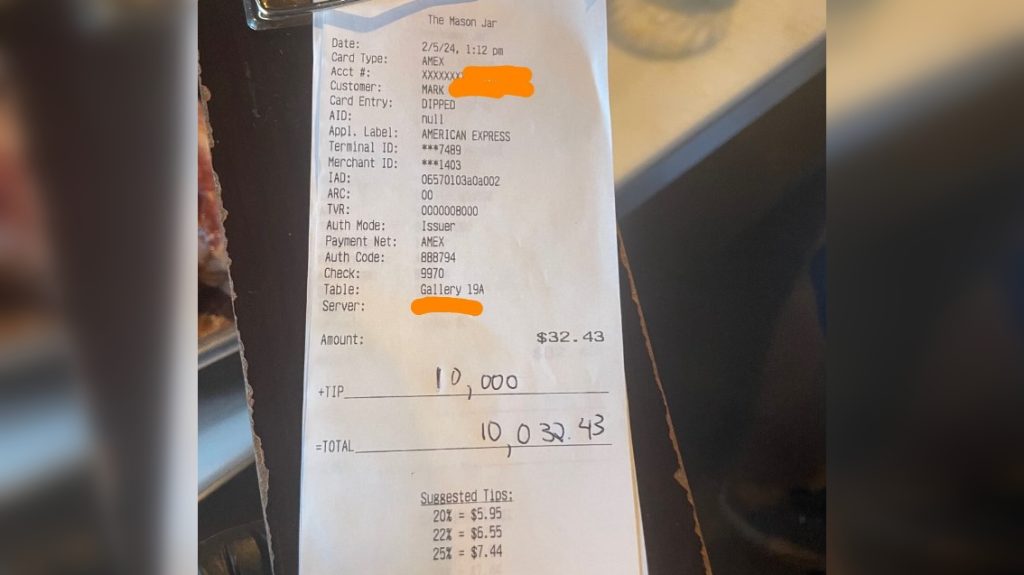 The Mason Jar
Date: 2/5/24, 1:12 pm
Card Type: AMEX
Acct #: XXXXXXX
Customer: MARK
Card Entry: DIPPED
AID: null
Appl. Label: AMERICAN EXPRESS
Terminal ID: ***7489
Merchant ID: ***1403
IAD: 06570103a0a002
ARC: 00
TVR: 0000008000
Auth Mode: Issuer
Payment Net: AMEX
Auth Code: 888794
Check: 9970
Table: Gallery 19A
Server:
Amount: $32.43
+TIP 10,000
=TOTAL 10,032.43
Suggested Tips:
20% = $5.95
22% = $6.55
25% = $7.44